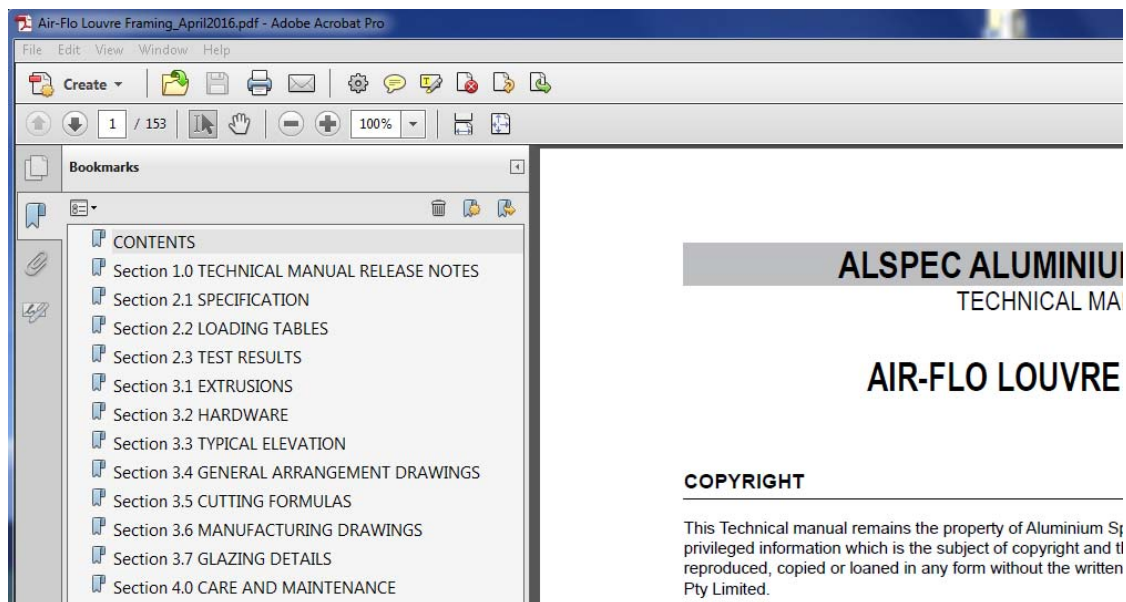 Air-Flo Louvre Framing_April2016.pdf - Adobe Acrobat Pro
File Edit View Window Help
Create
1 / 153 100%
Bookmarks
CONTENTS
Section 1.0 TECHNICAL MANUAL RELEASE NOTES
Section 2.1 SPECIFICATION
Section 2.2 LOADING TABLES
Section 2.3 TEST RESULTS
Section 3.1 EXTRUSIONS
Section 3.2 HARDWARE
Section 3.3 TYPICAL ELEVATION
Section 3.4 GENERAL ARRANGEMENT DRAWINGS
Section 3.5 CUTTING FORMULAS
Section 3.6 MANUFACTURING DRAWINGS
Section 3.7 GLAZING DETAILS
Section 4.0 CARE AND MAINTENANCE
ALSPEC ALUMINIU
TECHNICAL MA
AIR-FLO LOUVRE
COPYRIGHT
This Technical manual remains the property of Aluminium Sp
privileged information which is the subject of copyright and t
reproduced, copied or loaned in any form without the written
Pty Limited.